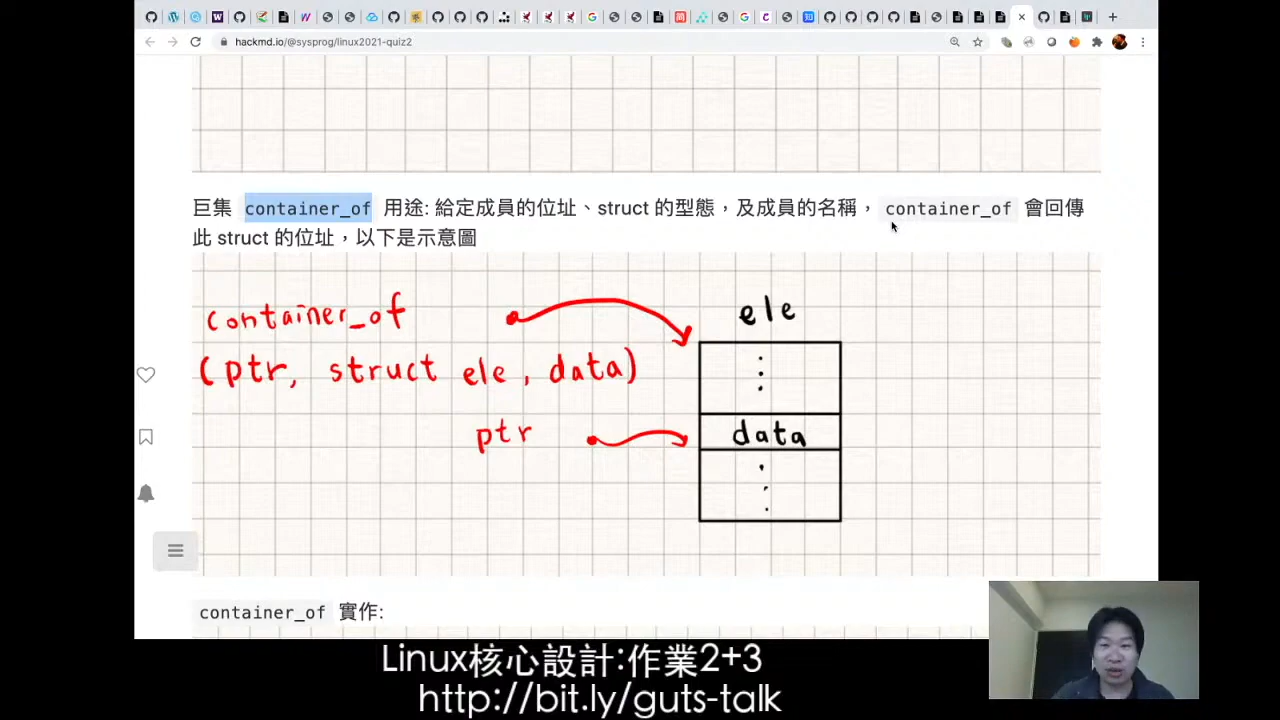 hackmd.io/@sysprog/linux2021-quiz2
巨集 container_of 用途: 給定成員的位址、struct 的型態，及成員的名稱，container_of 會回傳
此 struct 的位址，以下是示意圖
container_of
ele
(ptr, struct ele, data)
ptr
data
container_of 實作:
Linux核心設計:作業2+3
http://bit.ly/guts-talk